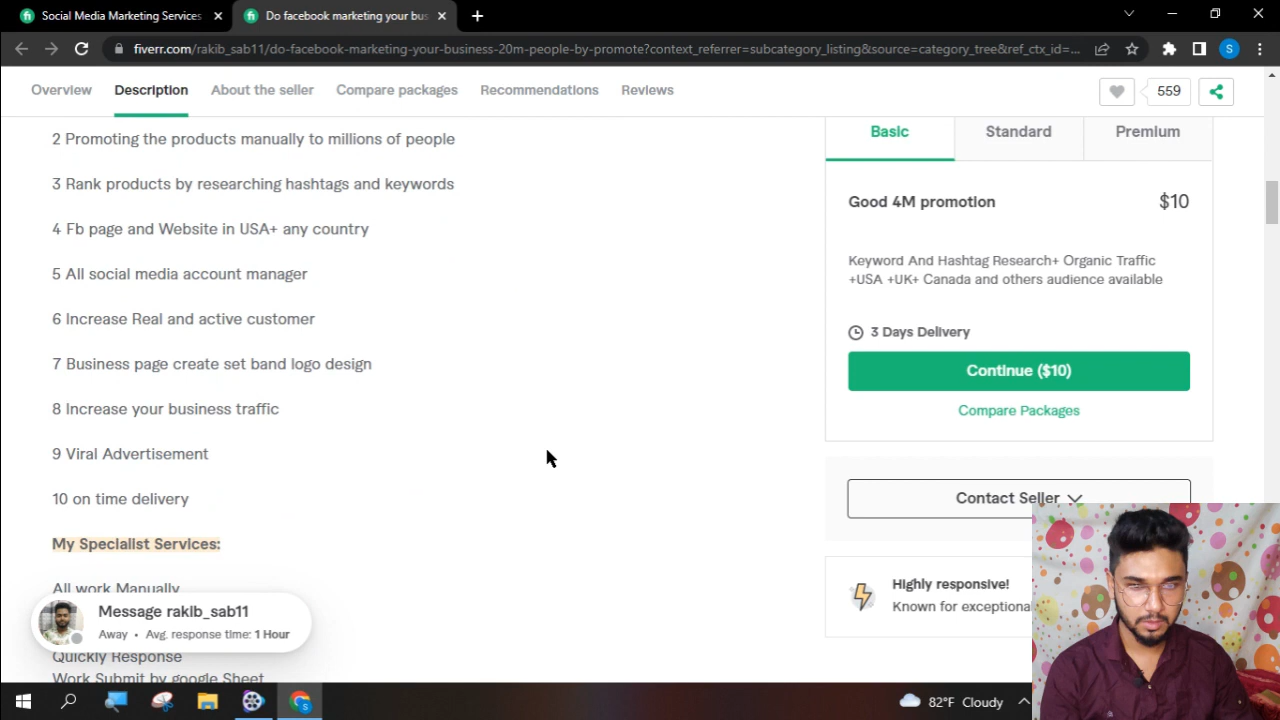 Social Media Marketing Services
Do facebook marketing your bus
fiverr.com/rakib_sab11/do-facebook-marketing-your-business-20m-people-by-promote?context_referrer=subcategory_listing&source=category_tree&ref_ctx_id=...
S
Overview
Description
About the seller
Compare packages
Recommendations
Reviews
559
2 Promoting the products manually to millions of people
3 Rank products by researching hashtags and keywords
4 Fb page and Website in USA+ any country
5 All social media account manager
6 Increase Real and active customer
7 Business page create set band logo design
8 Increase your business traffic
9 Viral Advertisement
10 on time delivery
My Specialist Services:
All work Manually
Message rakib_sab11
Away • Avg. response time: 1 Hour
Quickly Response
Work Submit by google Sheet
Basic
Standard
Premium
Good 4M promotion
$10
Keyword And Hashtag Research+ Organic Traffic
+USA +UK+ Canada and others audience available
3 Days Delivery
Continue ($10)
Compare Packages
Contact Seller
Highly responsive!
Known for exceptiona
82°F Cloudy